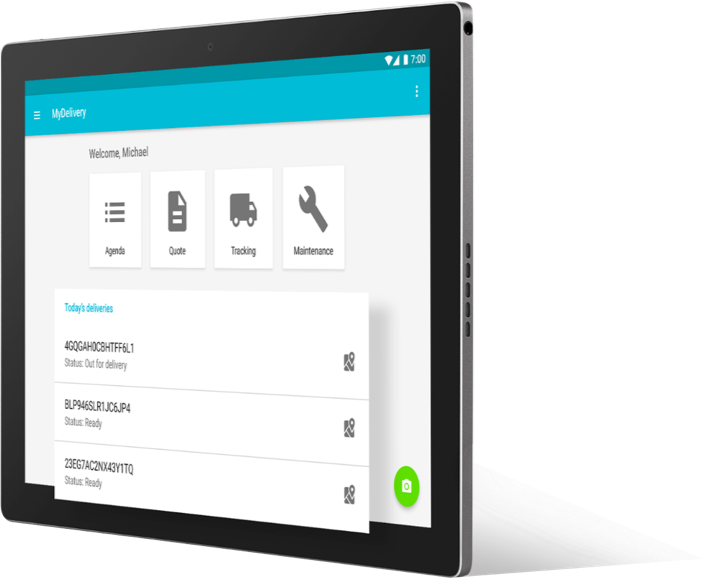 7:00
MyDelivery
Welcome, Michael
Agenda
Quote
Tracking
Maintenance
Today's deliveries
4GQGAH0CBHTFF6L1
Status: Out for delivery
BLP946SLR1JC6JP4
Status: Ready
23EG7AC2NX43Y1TQ
Status: Ready